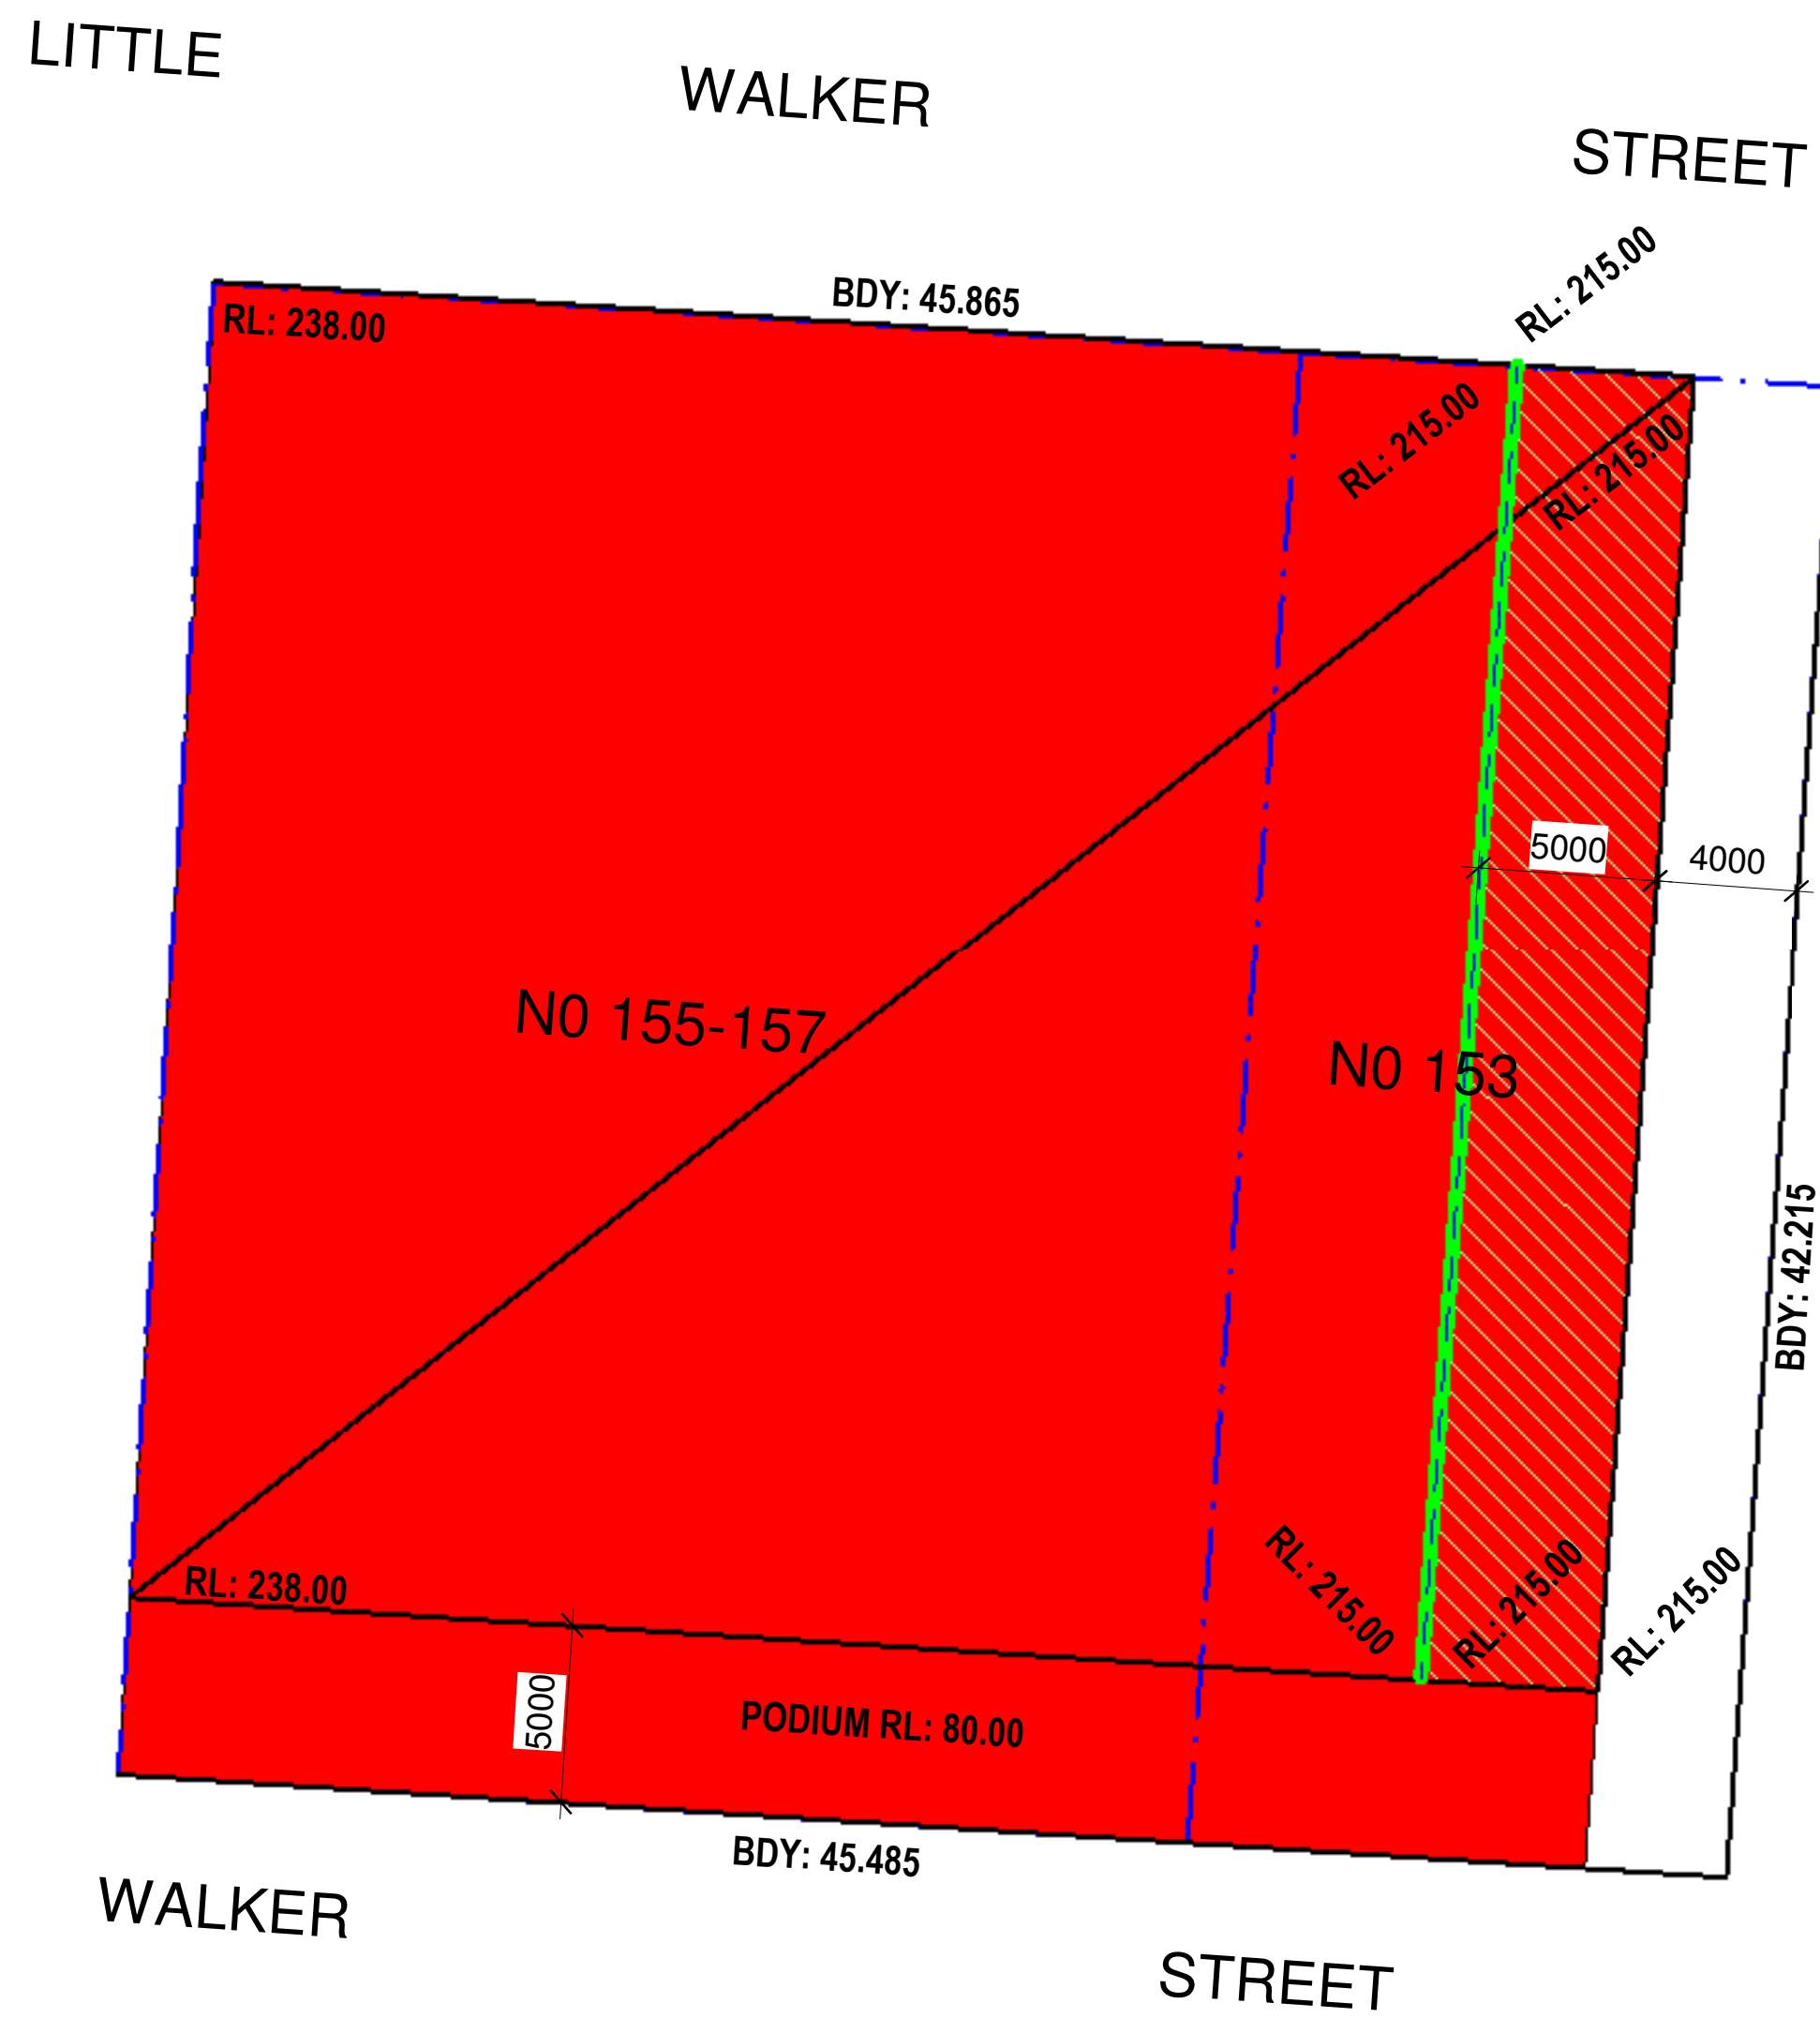 LITTLE
WALKER
STREET
RL: 215.00
BDY: 45.865
RL: 238.00
RL: 215.00
RL: 215.00
5000
4000
N0 155-157
N0 153
BDY: 42.215
RL: 238.00
RL: 215.00
RL: 215.00
RL: 215.00
5000
PODIUM RL: 80.00
BDY: 45.485
WALKER
STREET